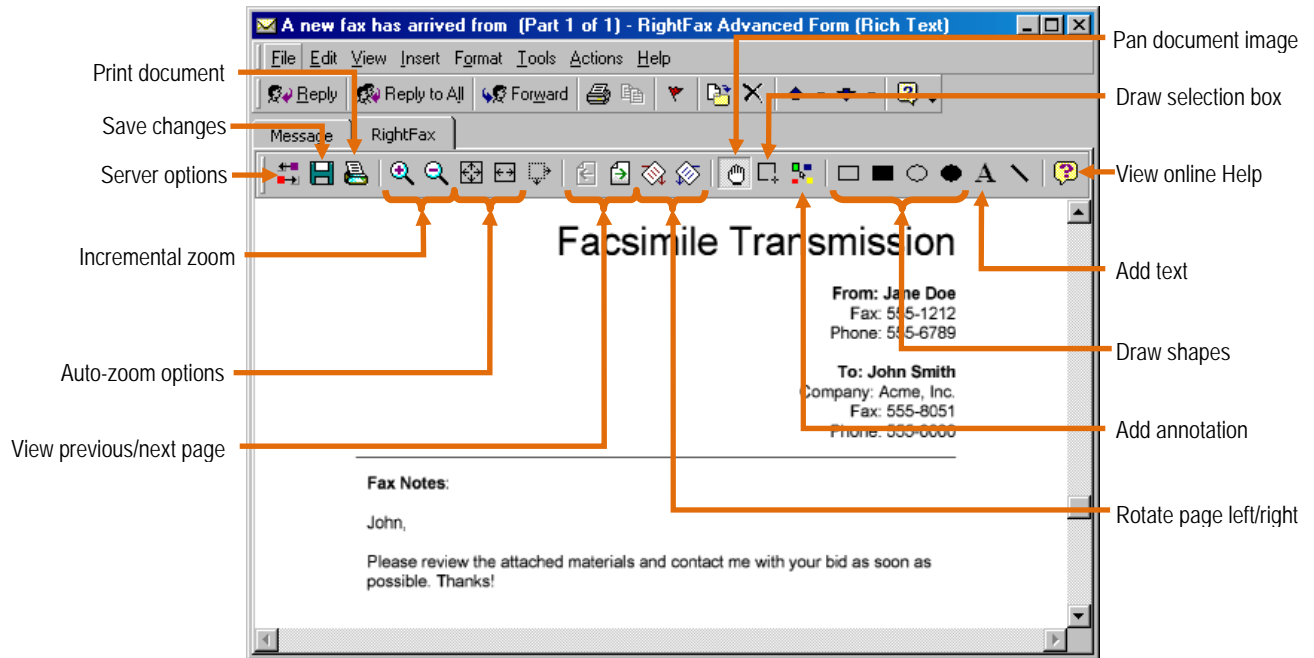 A new fax has arrived from (Part 1 of 1) - RightFax Advanced Form (Rich Text)
File Edit View Insert Format Tools Actions Help
Reply Reply to All Forward
Message RightFax
Print document
Save changes
Server options
Incremental zoom
Auto-zoom options
View previous/next page
Pan document image
Draw selection box
View online Help
Add text
Draw shapes
Add annotation
Rotate page left/right
A
Facsimile Transmission
From: Jane Doe
Fax: 555-1212
Phone: 555-6789
To: John Smith
Company: Acme, Inc.
Fax: 555-8051
Phone:
Fax Notes:
John,
Please review the attached materials and contact me with your bid as soon as
possible. Thanks!